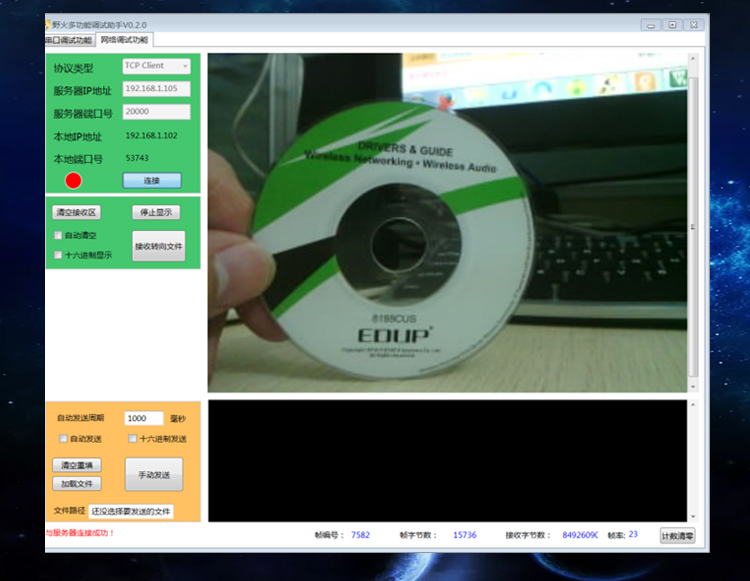 野火多功能调试助手V0.2.0
串口调试功能 网络调试功能
协议类型 TCP Client
服务器IP地址 192.168.1.105
服务器端口号 20000
本地IP地址 192.168.1.102
本地端口号 53743
连接
清空接收区 停止显示
自动清空
接收转向文件
十六进制显示
DRIVERS & GUIDE
Wireless Networking • Wireless Audio
8188CUS
EDUP
自动发送周期 1000 毫秒
自动发送 十六进制发送
清空重填
手动发送
加载文件
文件路径 还没选择要发送的文件
与服务器连接成功！
帧编号： 7582 帧字节数： 15736 接收字节数： 8492609 帧率: 23 计数清零